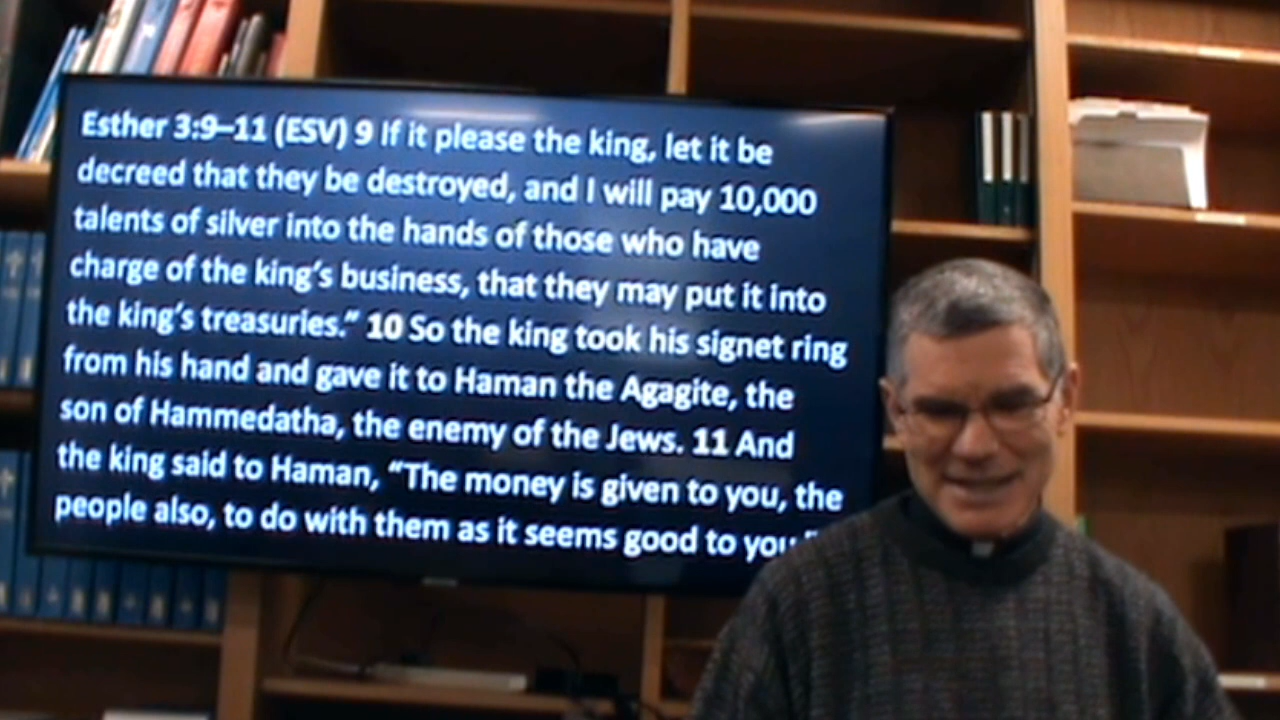 Esther 3:9–11 (ESV) 9 If it please the king, let it be
decreed that they be destroyed, and I will pay 10,000
talents of silver into the hands of those who have
charge of the king’s business, that they may put it into
the king’s treasuries.” 10 So the king took his signet ring
from his hand and gave it to Haman the Agagite, the
son of Hammedatha, the enemy of the Jews. 11 And
the king said to Haman, “The money is given to you, the
people also, to do with them as it seems good to you.”